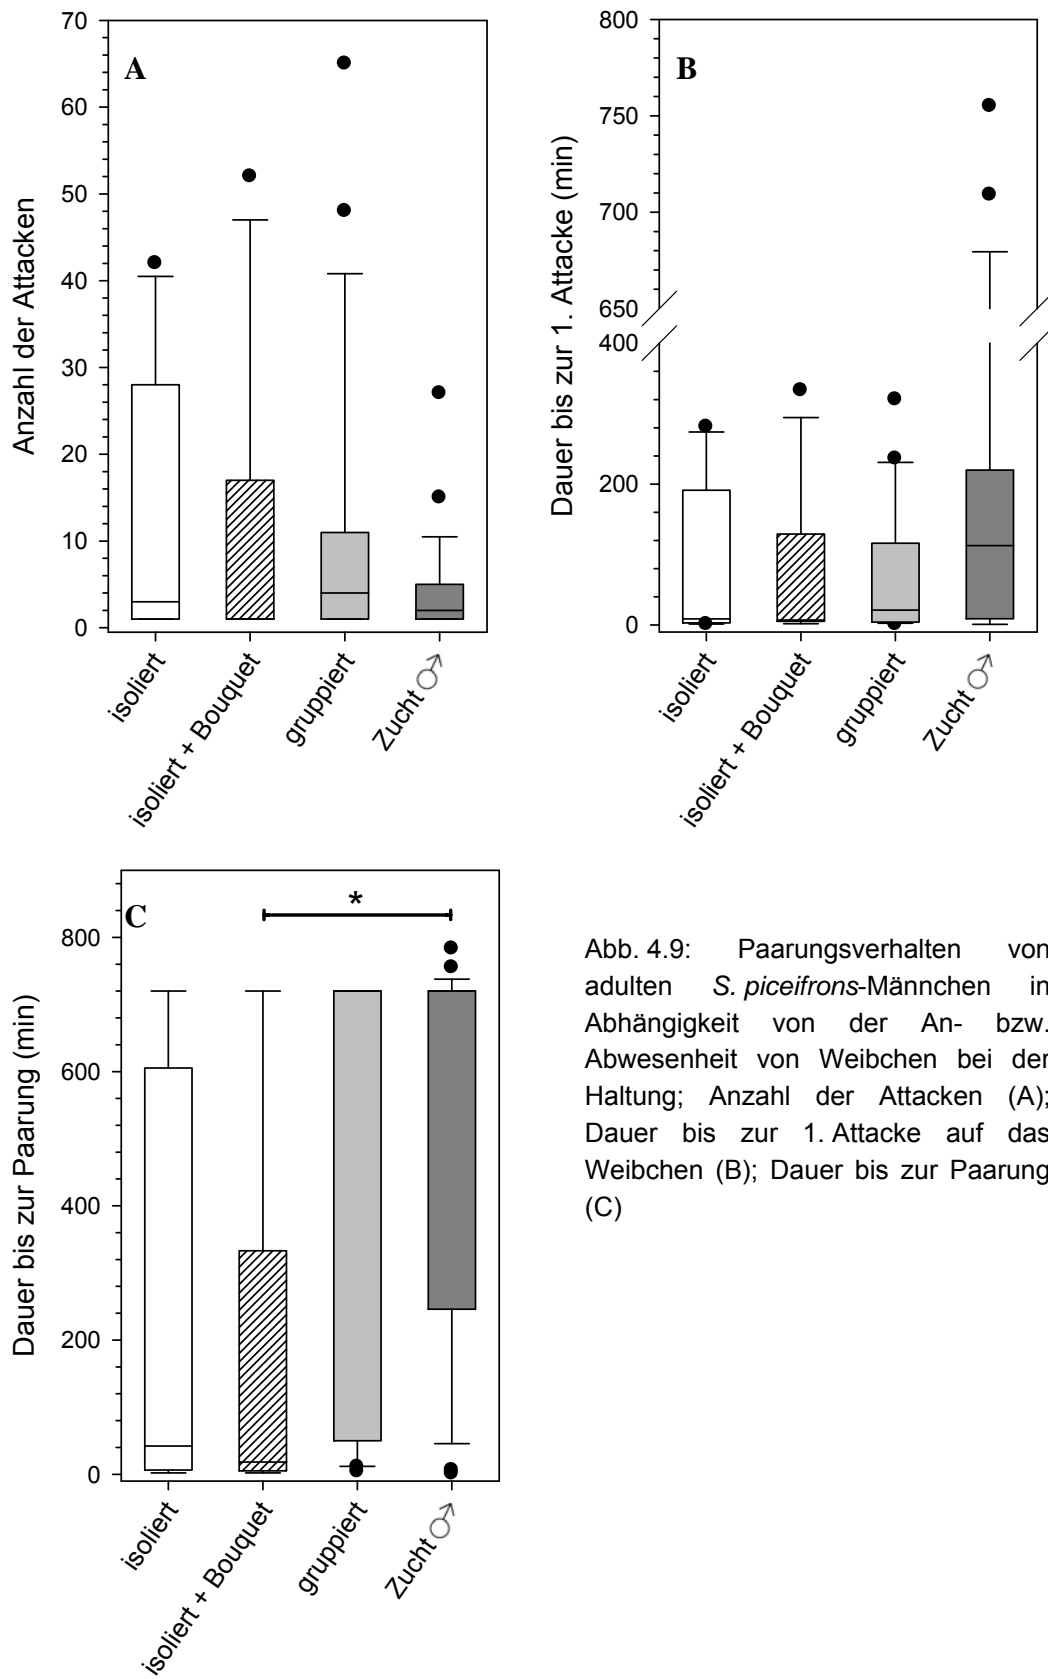 A
Anzahl der Attacken
70
60
50
40
30
20
10
0
isoliert
isoliert + Bouquet
gruppiert
Zucht ♂
B
Dauer bis zur 1. Attacke (min)
800
750
700
650
400
200
0
isoliert
isoliert + Bouquet
gruppiert
Zucht ♂
C
*
Dauer bis zur Paarung (min)
800
600
400
200
0
isoliert
isoliert + Bouquet
gruppiert
Zucht ♂
Abb. 4.9: Paarungsverhalten von
adulten S. piceifrons-Männchen in
Abhängigkeit von der An- bzw.
Abwesenheit von Weibchen bei der
Haltung; Anzahl der Attacken (A);
Dauer bis zur 1. Attacke auf das
Weibchen (B); Dauer bis zur Paarung
(C)